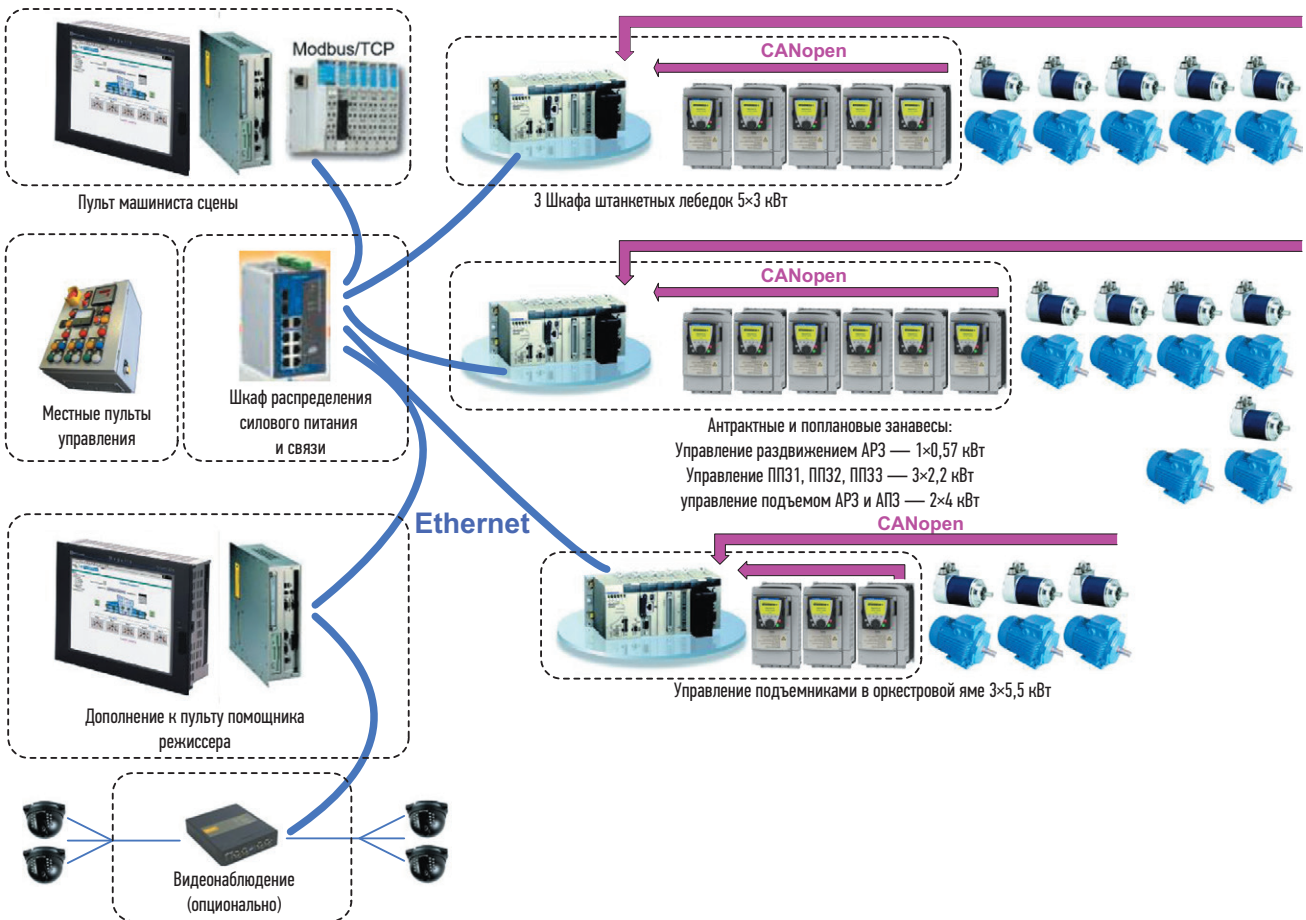 Modbus/TCP
Пульт машиниста сцены
CANopen
3 Шкафа штанкетных лебедок 5×3 кВт
Местные пульты
управления
Шкаф распределения
силового питания
и связи
CANopen
Антрактные и поплановые занавесы:
Управление раздвижением АРЗ — 1×0,57 кВт
Управление ПП31, ПП32, ПП33 — 3×2,2 кВт
управление подъемом АРЗ и АПЗ — 2×4 кВт
Ethernet
CANopen
Управление подъемниками в оркестровой яме 3×5,5 кВт
Дополнение к пульту помощника
режиссера
Видеонаблюдение
(опционально)